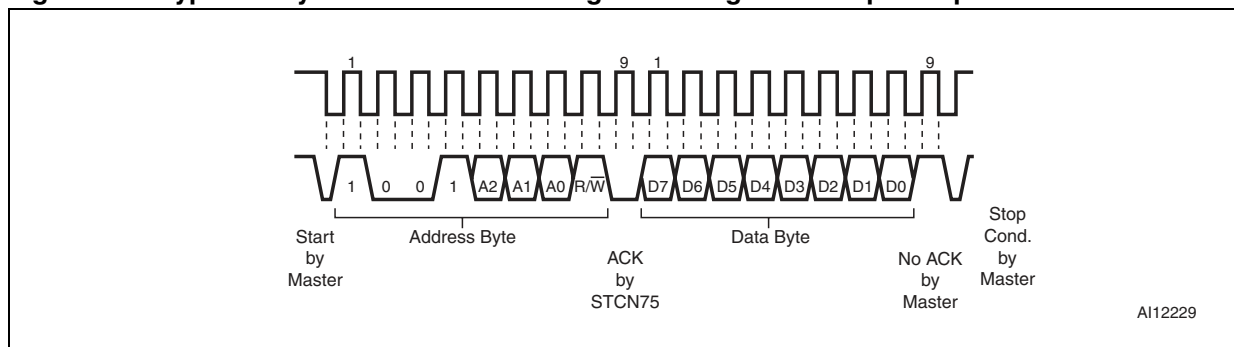 1 9 1 9
1 0 0 1 A2 A1 A0 R/W̅ D7 D6 D5 D4 D3 D2 D1 D0
Start by Master
Address Byte
ACK by STCN75
Data Byte
No ACK by Master
Stop Cond. by Master
AI12229